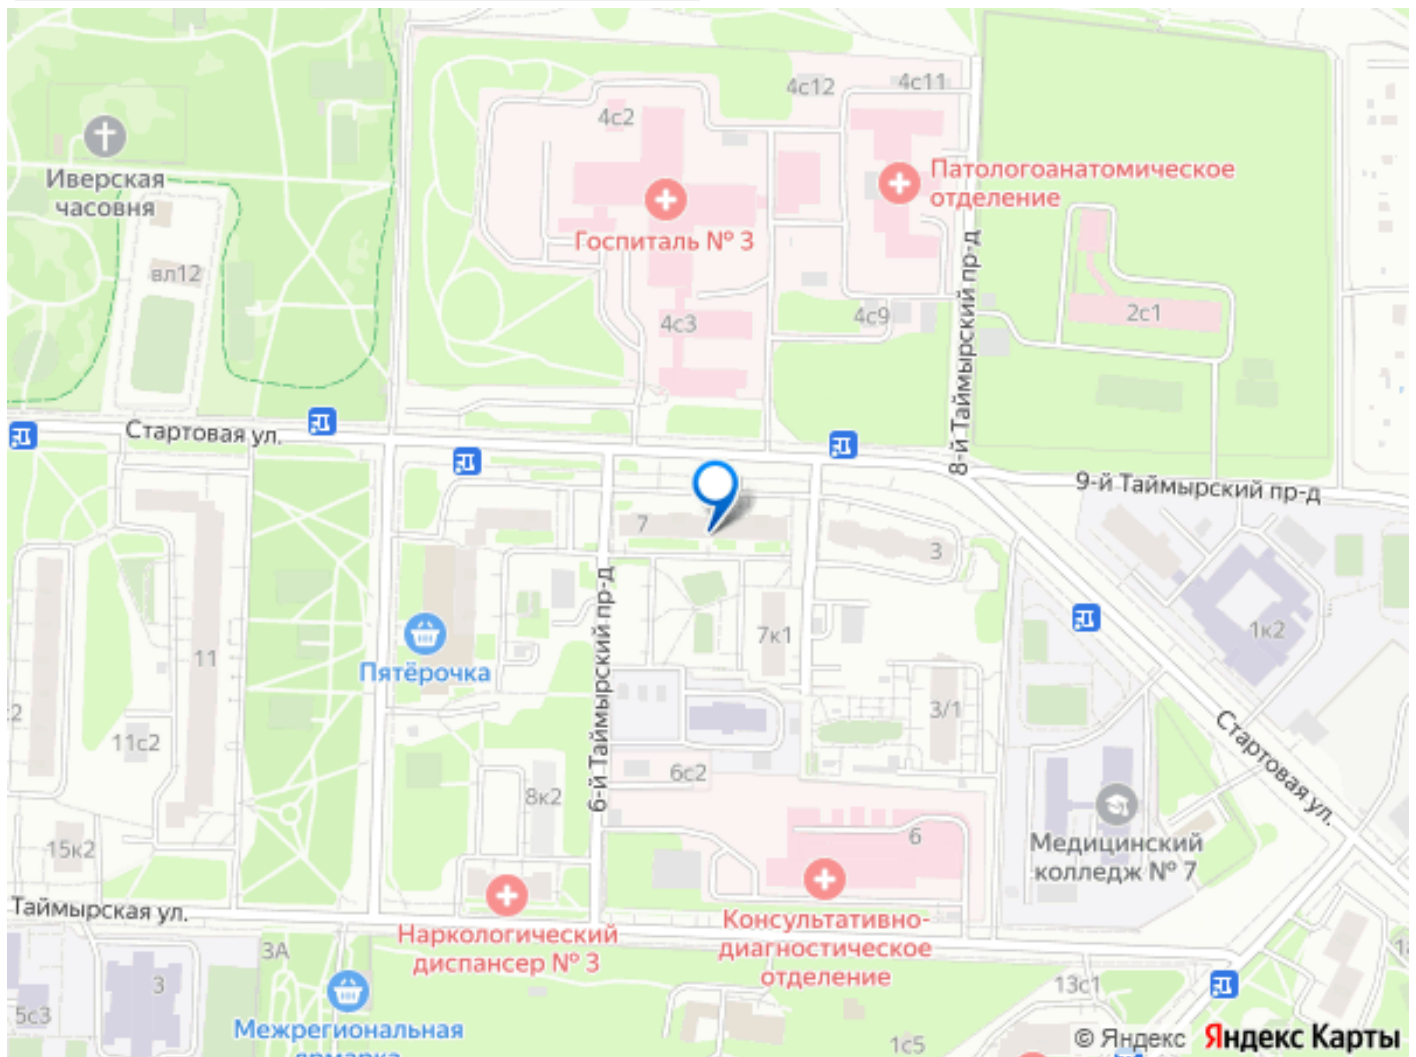 4с12
4с11
4с2
Патологоанатомическое
отделение
Иверская
часовня
Госпиталь № 3
вл12
8-й Таймырский пр-д
4с3
4с9
2с1
Стартовая ул.
9-й Таймырский пр-д
7
3
6-й Таймырский пр-д
7к1
1к2
11
Пятёрочка
3/1
Стартовая ул.
11с2
6с2
8к2
6
15к2
Медицинский
колледж № 7
Таймырская ул.
Наркологический
диспансер № 3
Консультативно-
диагностическое
отделение
3А
3
13с1
5с3
Межрегиональная
ярмарка
1с5
© Яндекс Яндекс Карты